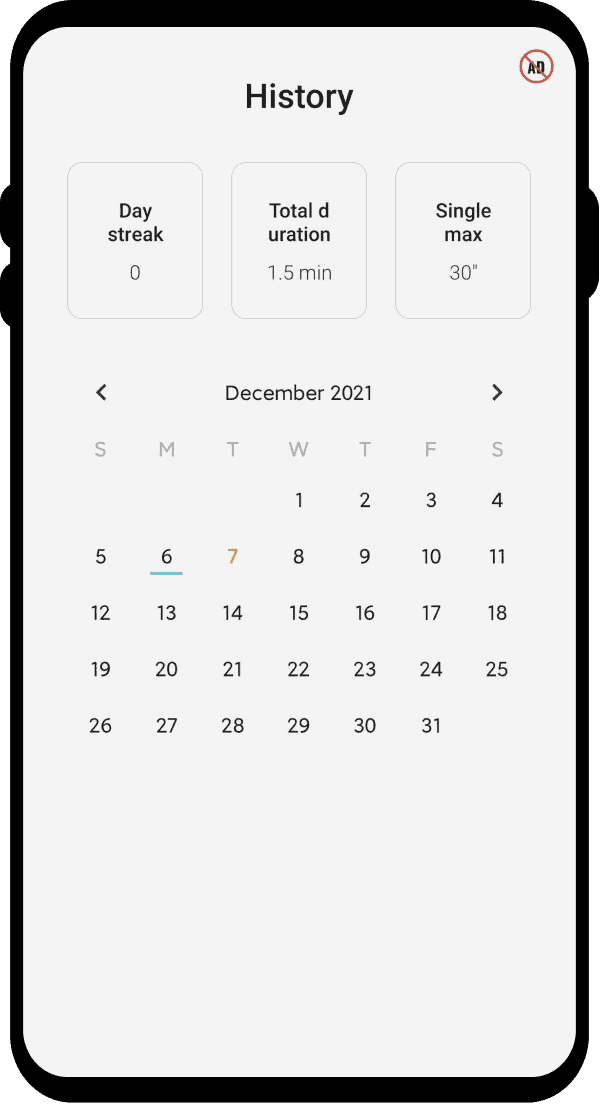 AD
History
Day
streak
0
Total d
uration
1.5 min
Single
max
30"
December 2021
S M T W T F S
1 2 3 4
5 6 7 8 9 10 11
12 13 14 15 16 17 18
19 20 21 22 23 24 25
26 27 28 29 30 31